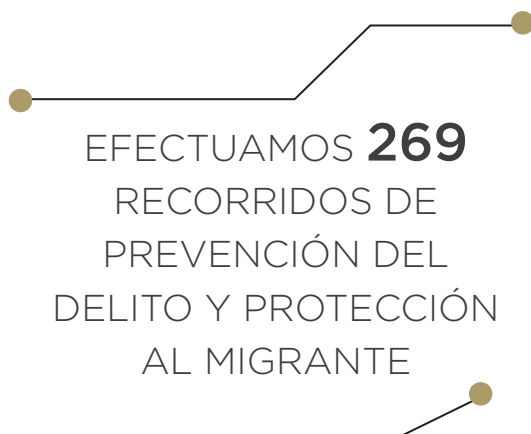 EFECTUAMOS 269
RECORRIDOS DE
PREVENCIÓN DEL
DELITO Y PROTECCIÓN
AL MIGRANTE